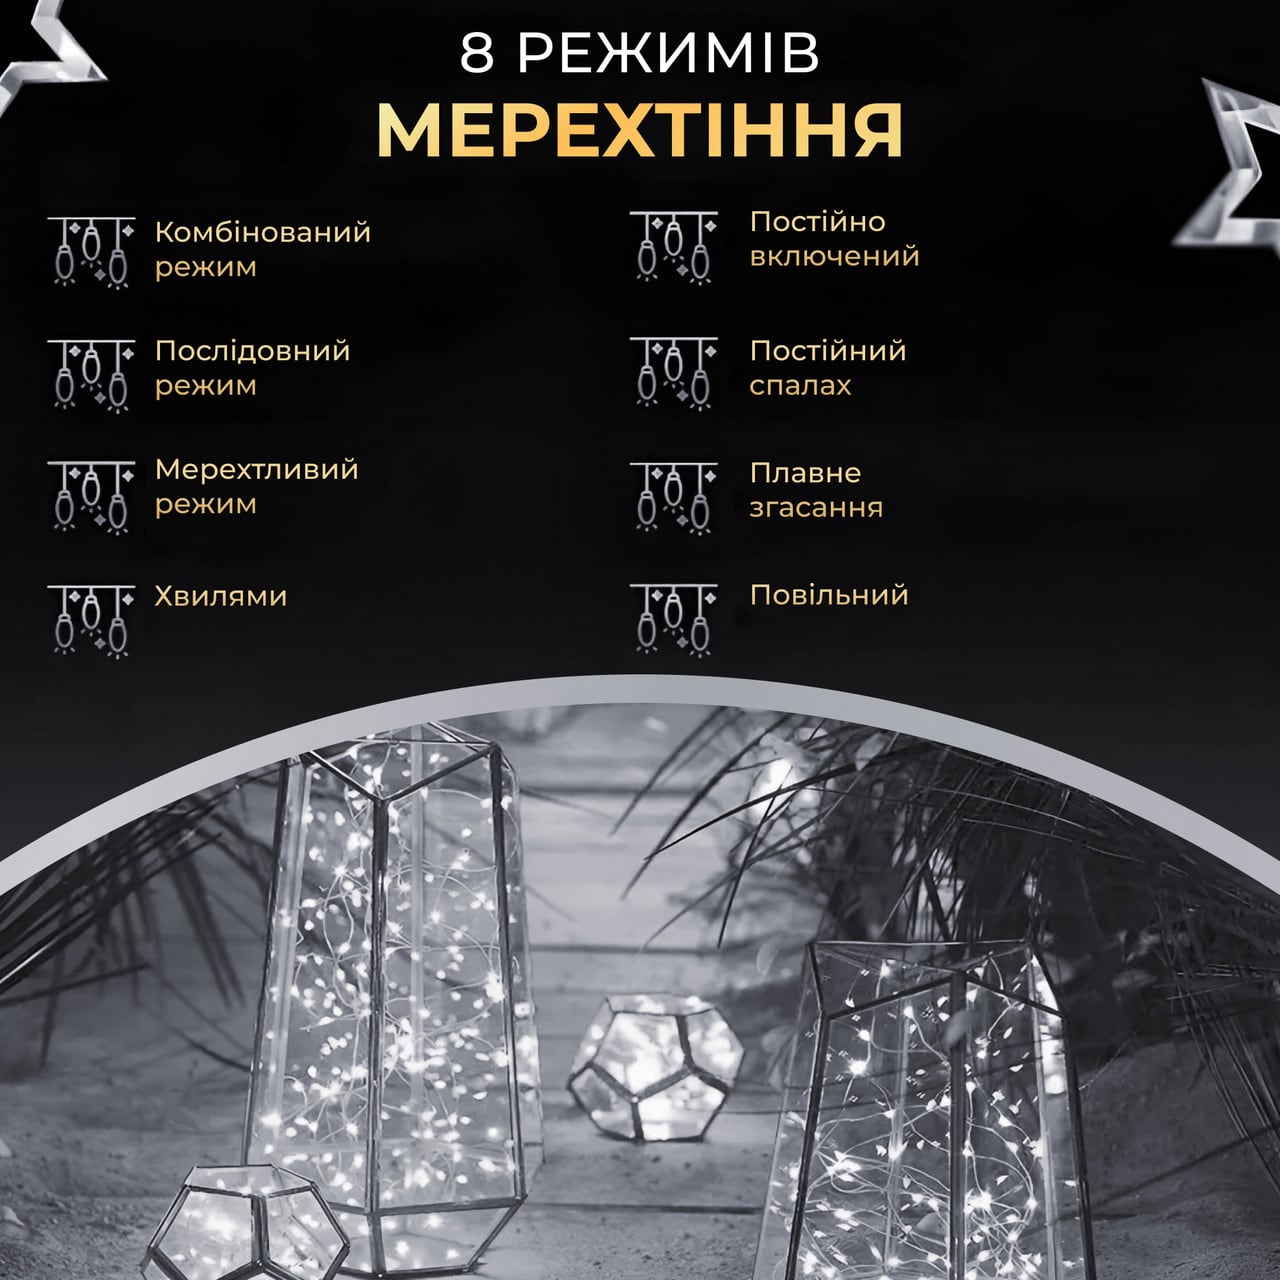 8 РЕЖИМІВ
МЕРЕХТІННЯ
Комбінований
режим
Послідовний
режим
Мерехтливий
режим
Хвилями
Постійно
включений
Постійний
спалах
Плавне
згасання
Повільний